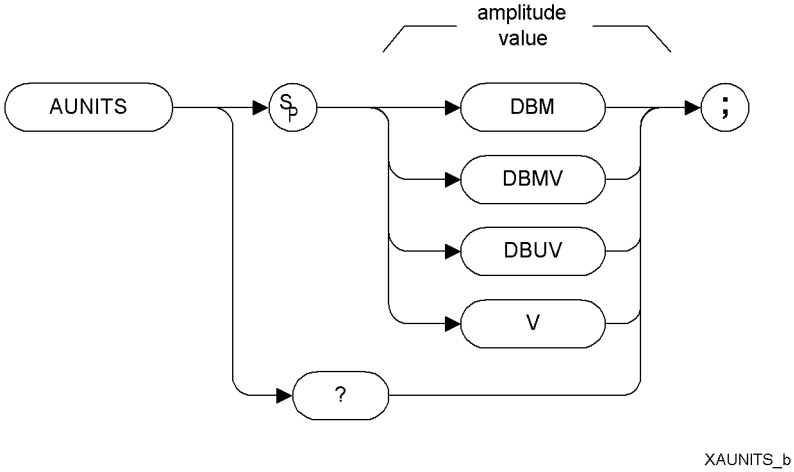 amplitude
value
AUNITS
SP
DBM
;
DBMV
DBUV
V
?
XAUNITS_b